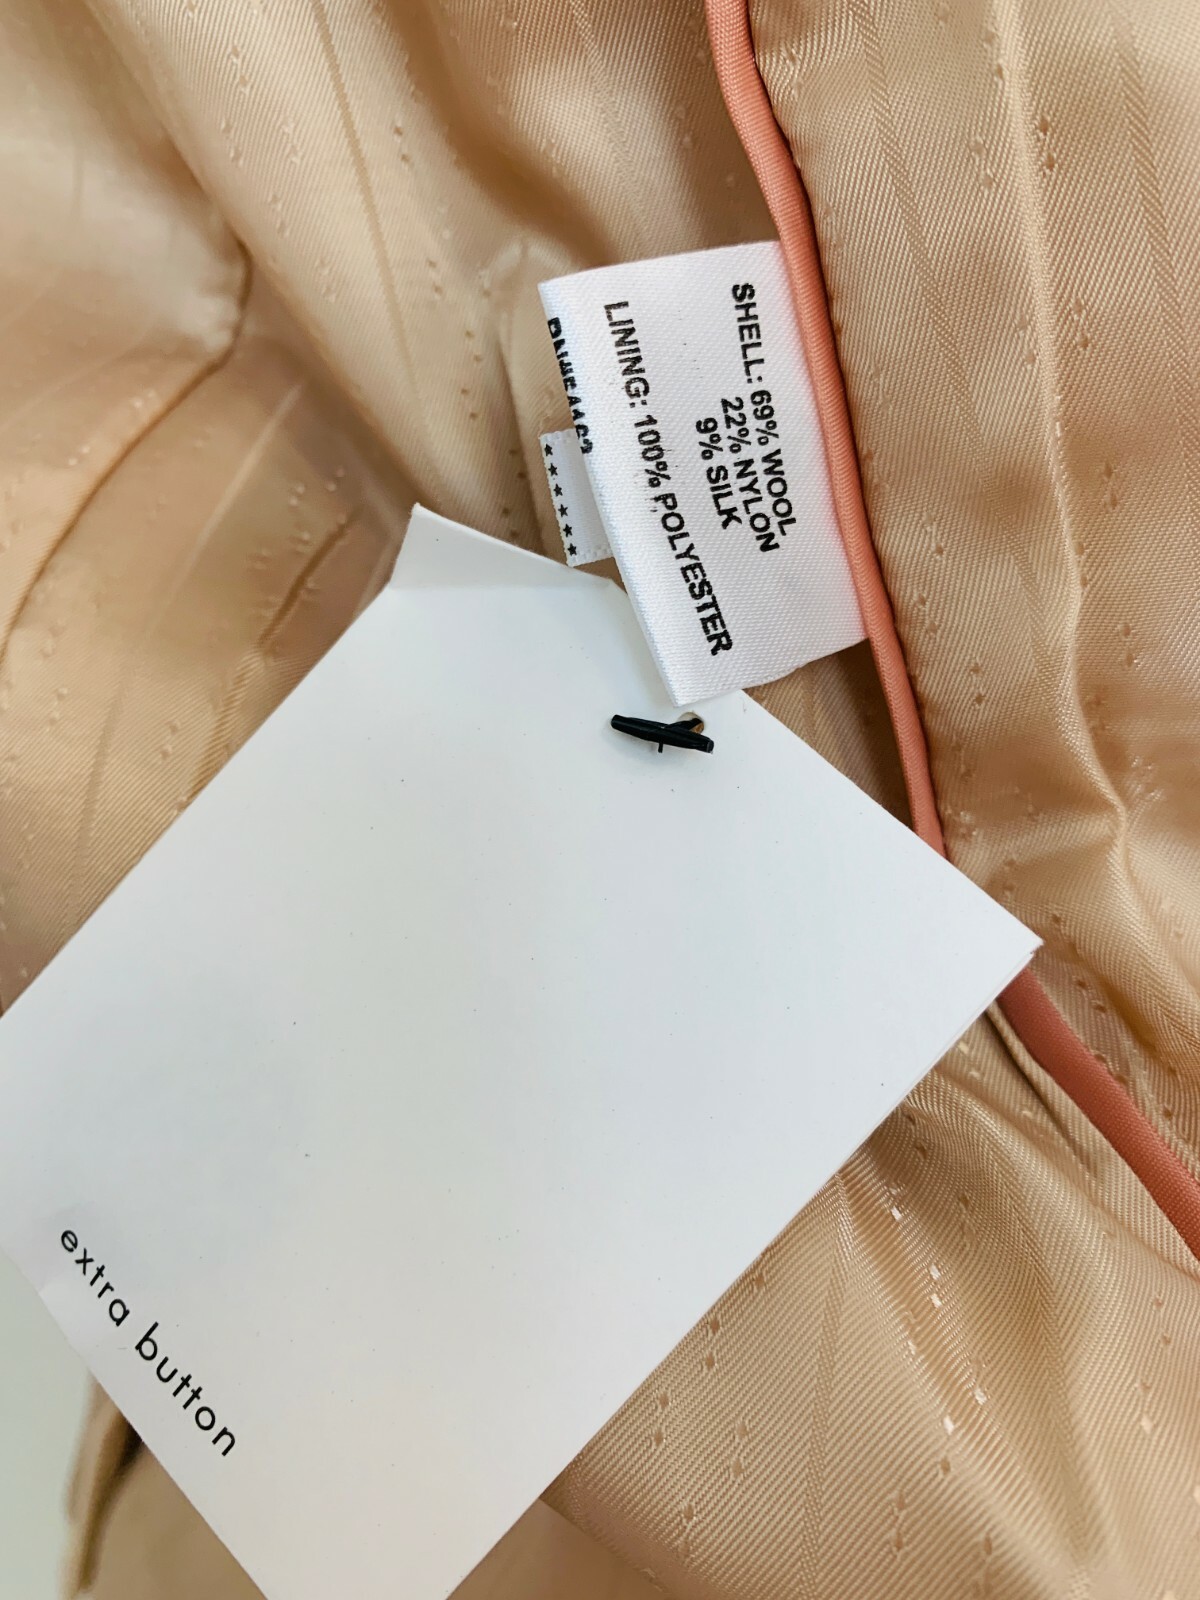 SHELL: 69% WOOL
22% NYLON
9% SILK
LINING: 100% POLYESTER
extra button